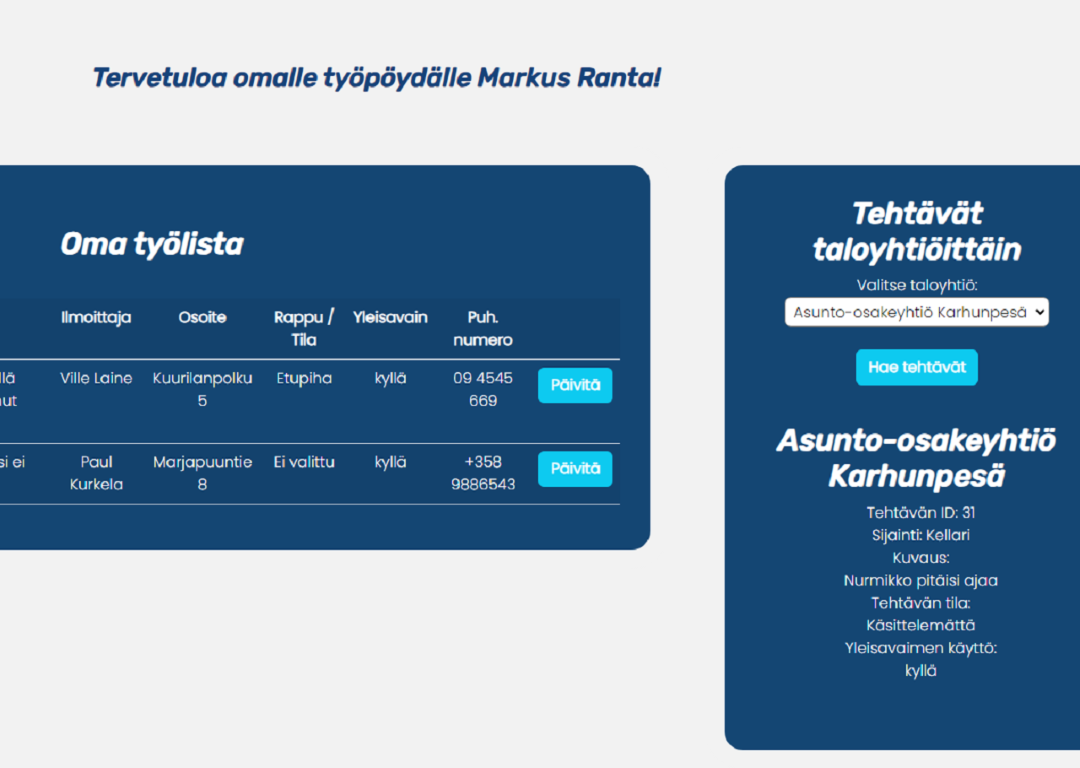 Tervetuloa omalle työpöydälle Markus Ranta!
Oma työlista
Ilmoittaja Osoite Rappu / Yleisavain Puh.
Tila numero
Ville Laine Kuurilanpolku Etupiha kyllä 09 4545 Päivitä
5 669
ei Paul Marjapuuntie Ei valittu kyllä +358 Päivitä
Kurkela 8 9886543
Tehtävät
taloyhtiöittäin
Valitse taloyhtiö:
Asunto-osakeyhtiö Karhunpesä
Hae tehtävät
Asunto-osakeyhtiö
Karhunpesä
Tehtävän ID: 31
Sijainti: Kellari
Kuvaus:
Nurmikko pitäisi ajaa
Tehtävän tila:
Käsittelemättä
Yleisavaimen käyttö:
kyllä